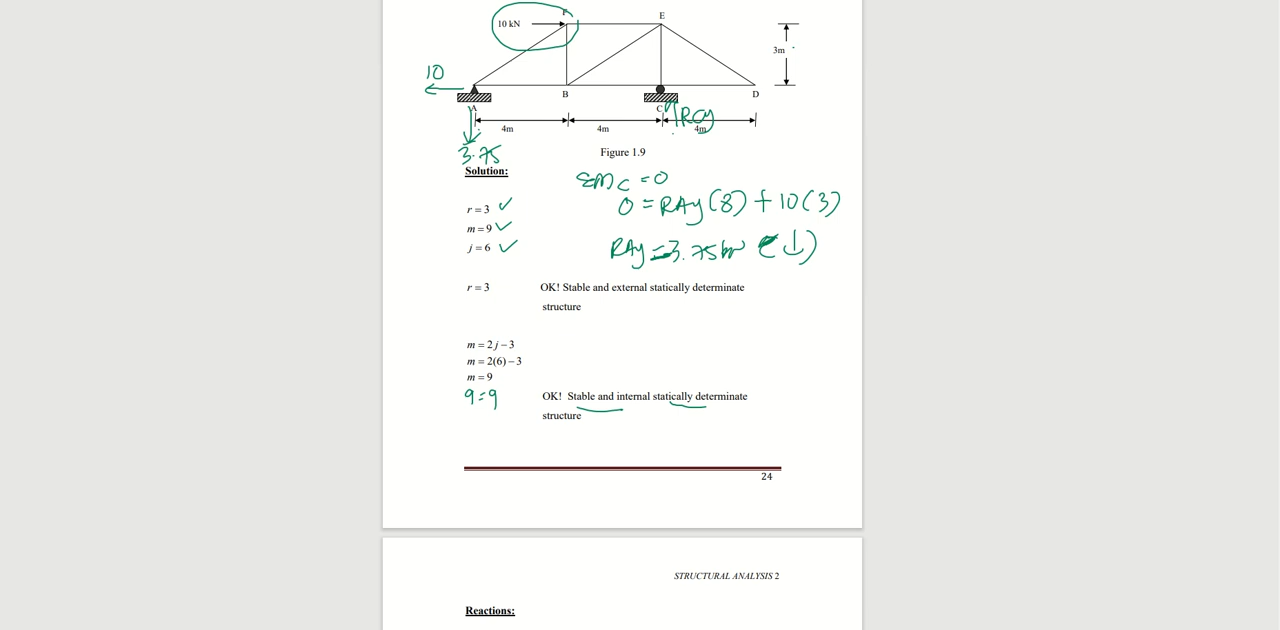 F
E
10 kN
3m
10
A
B
C
D
RCy
4m
4m
4m
3.75
Figure 1.9
Solution:
ΣMC = 0
0 = RAy (8) + 10 (3)
r = 3 ✓
m = 9 ✓
RAy = 3.75 kN (↓)
j = 6 ✓
r = 3 OK! Stable and external statically determinate
structure
m = 2j – 3
m = 2(6) – 3
m = 9
9 = 9 OK! Stable and internal statically determinate
structure
24
STRUCTURAL ANALYSIS 2
Reactions: